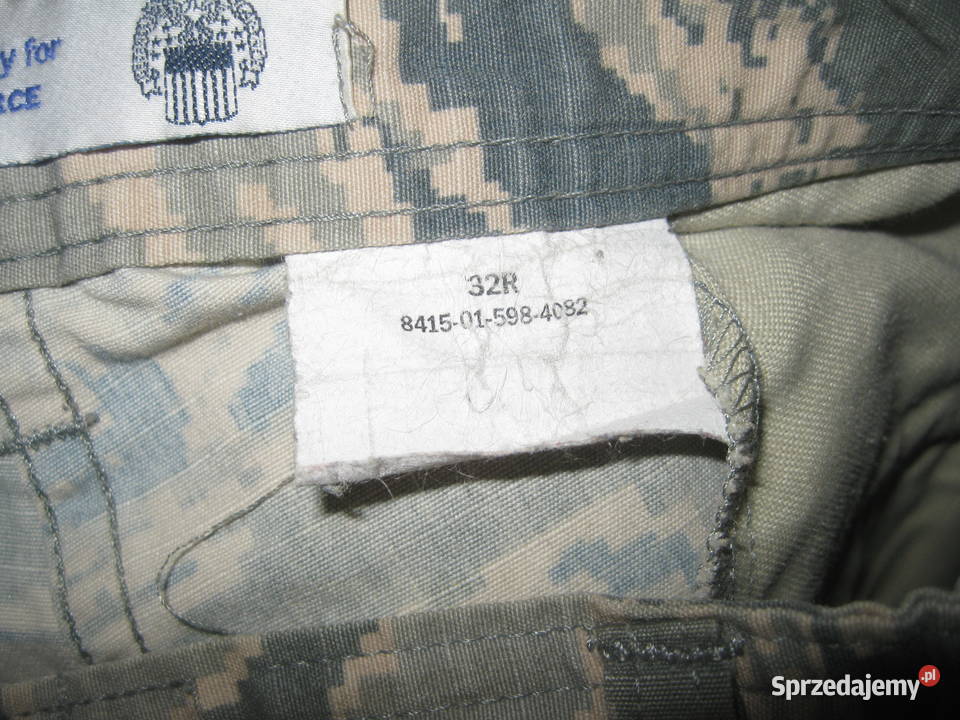 y for
RCE
32R
8415-01-598-4082
Sprzedajemy.pl